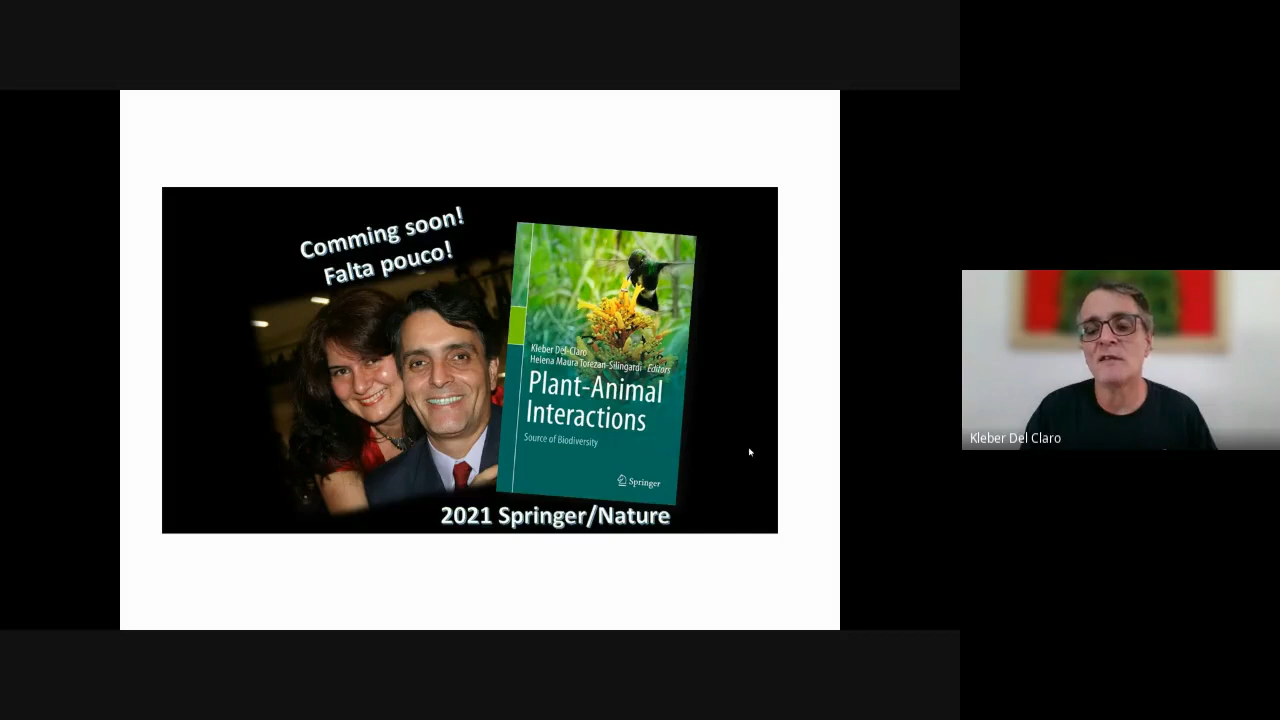 Comming soon!
Falta pouco!
Kleber Del-Claro
Helena Maura Torezan-Silingardi Editors
Plant-Animal
Interactions
Source of Biodiversity
Springer
2021 Springer/Nature
Kleber Del Claro